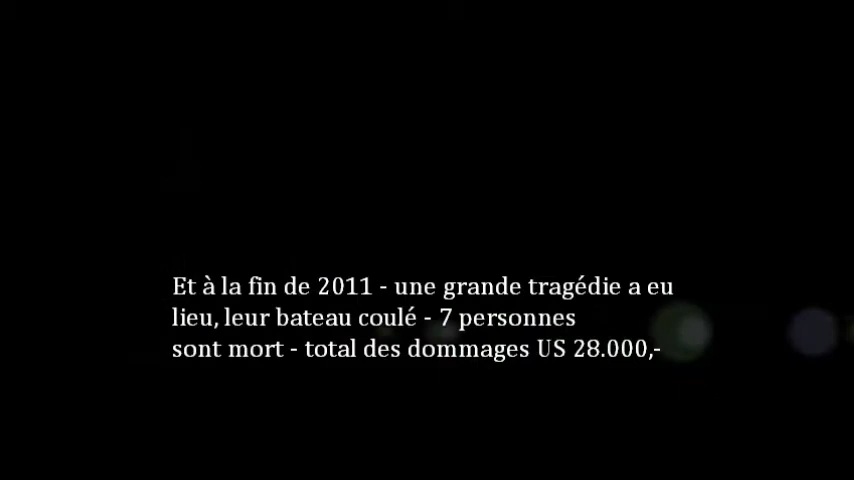 Et à la fin de 2011 - une grande tragédie a eu
lieu, leur bateau coulé - 7 personnes
sont mort - total des dommages US 28.000,-